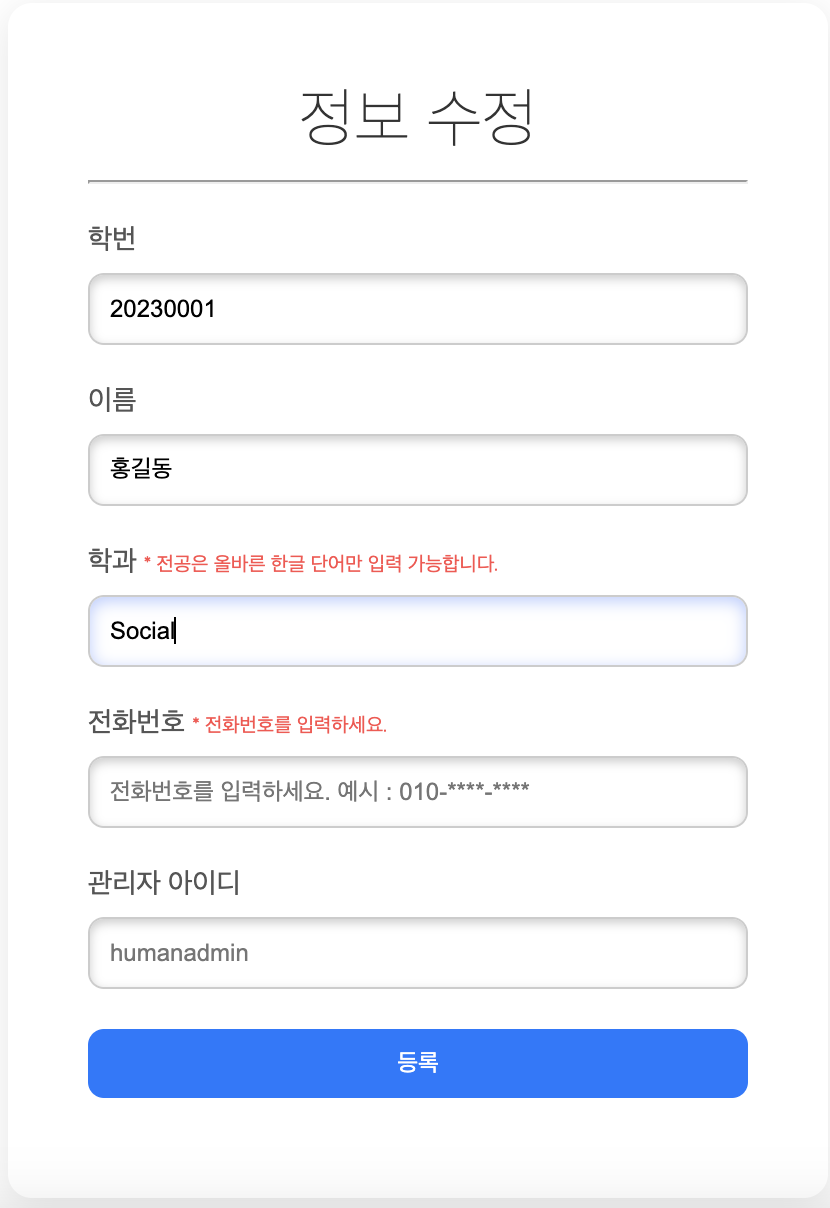 정보 수정
학번
20230001
이름
홍길동
학과 * 전공은 올바른 한글 단어만 입력 가능합니다.
Social
전화번호 * 전화번호를 입력하세요.
전화번호를 입력하세요. 예시 : 010-****-****
관리자 아이디
humanadmin
등록